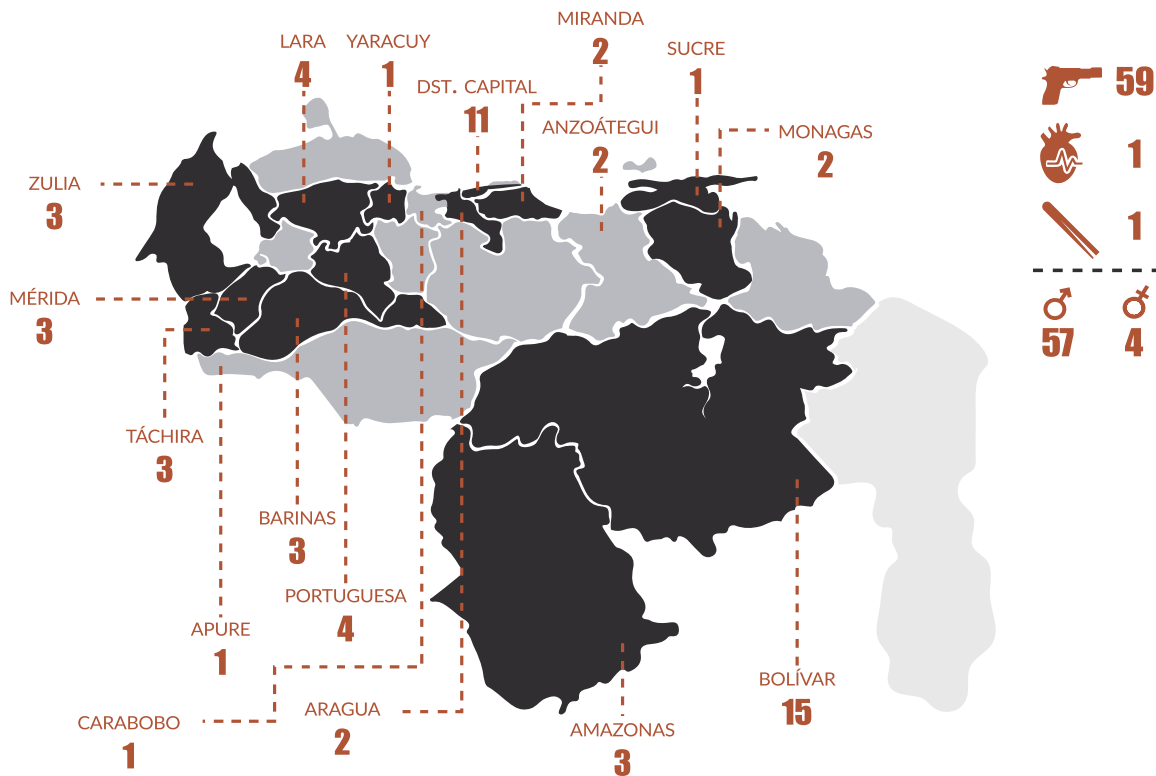 MIRANDA
2
LARA
4
YARACUY
1
SUCRE
1
DST. CAPITAL
11
ANZOÁTEGUI
2
MONAGAS
2
ZULIA
3
MÉRIDA
3
TÁCHIRA
3
BARINAS
3
PORTUGUESA
4
APURE
1
CARABOBO
1
ARAGUA
2
AMAZONAS
3
BOLÍVAR
15
59
1
1
57
4